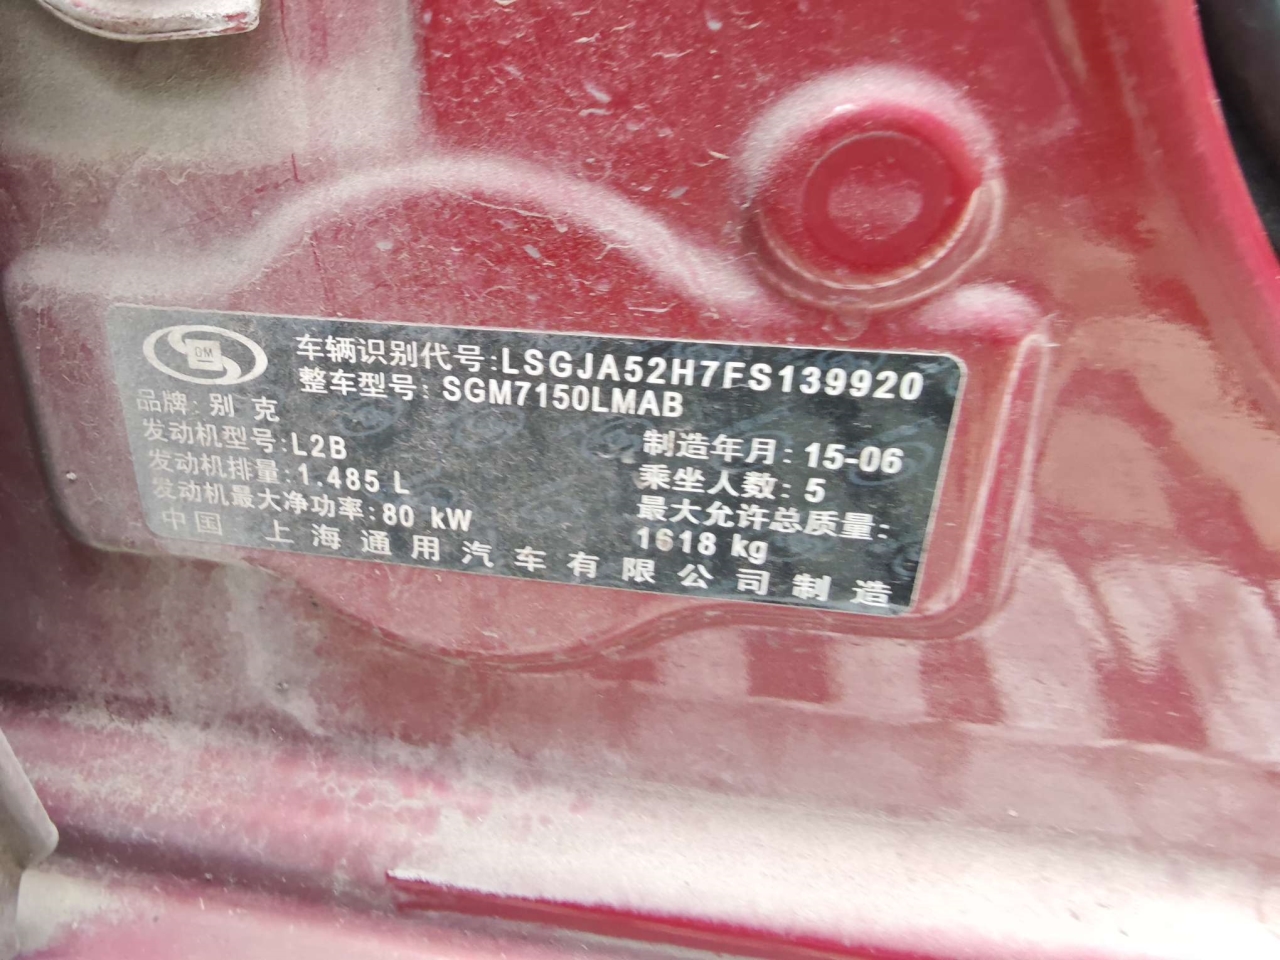 GM
车辆识别代号:LSGJA52H7FS139920
整车型号: SGM7150LMAB
品牌: 别 克
发动机型号:L2B
制造年月: 15-06
发动机排量:1.485 L
乘坐人数: 5
发动机最大净功率:80 kW
最大允许总质量:
1618 kg
中国 上海通用汽车有限公司制造